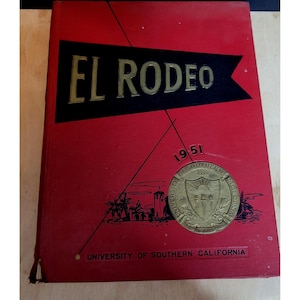 EL RODEO
1951
UNIVERSITY OF SOUTHERN CALIFORNIA